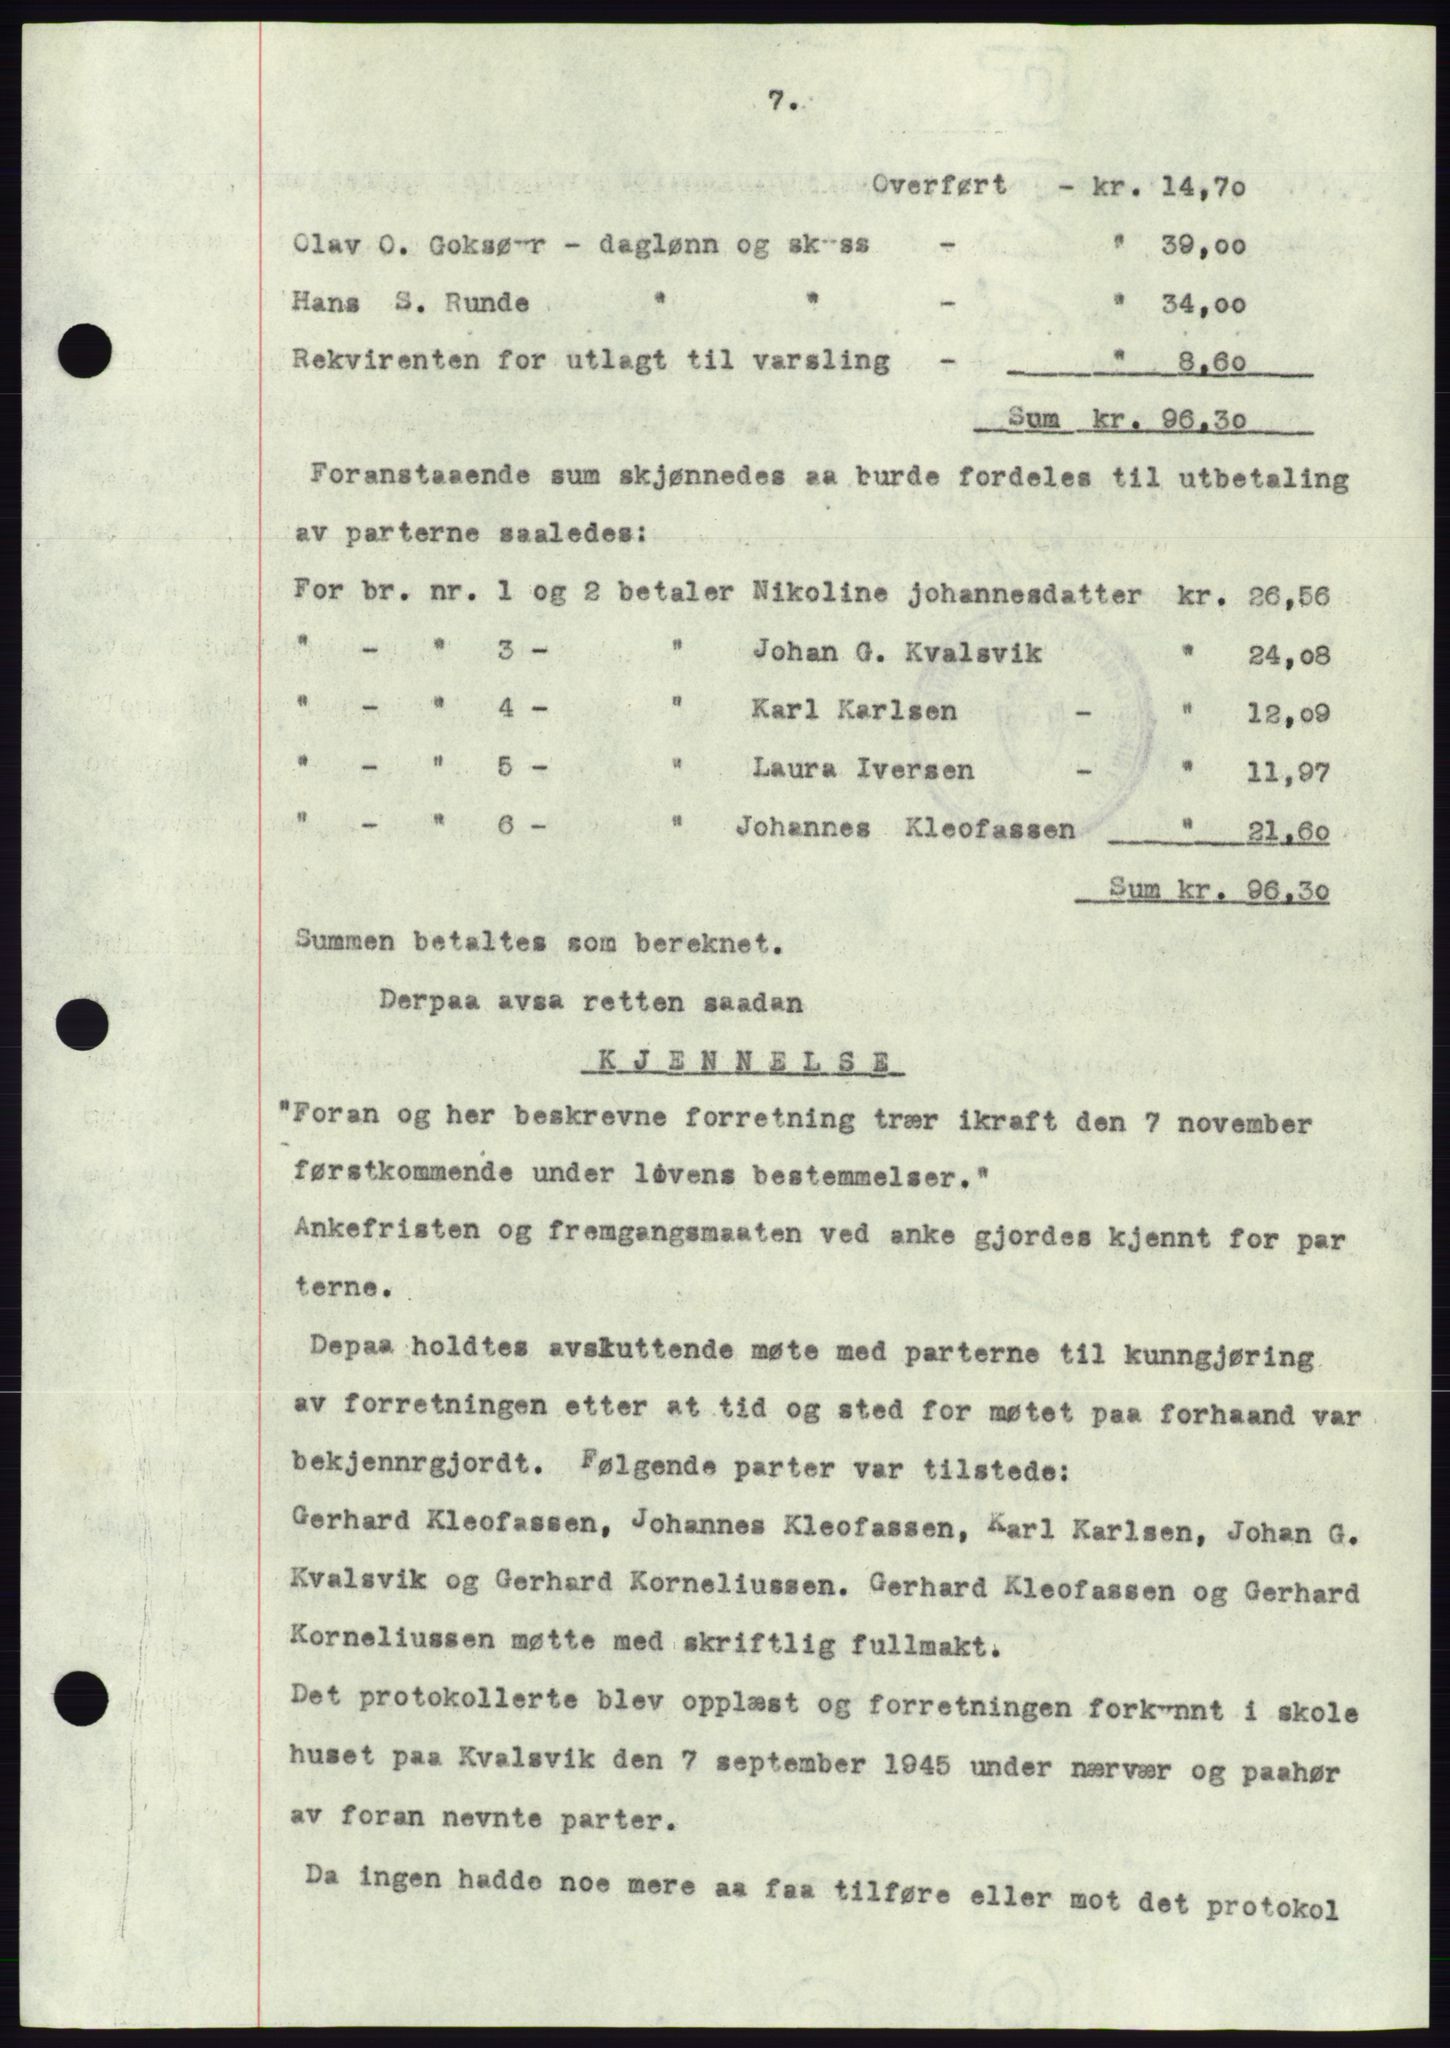 7.
Overført - kr. 14,70
Olav O. Goksø-r - daglønn og sk-ss - " 39,00
Hans S. Runde " " - " 34,00
Rekvirenten for utlagt til varsling - " 8,60
Sum kr. 96,30
Foranstaaende sum skjønnedes aa burde fordeles til utbetaling
av parterne saaledes:
For br. nr. 1 og 2 betaler Nikoline johannesdatter kr. 26,56
" - " 3 - " Johan G. Kvalsvik " 24,08
" - " 4 - " Karl Karlsen - " 12,09
" - " 5 - " Laura Iversen - " 11,97
" - " 6 - " Johannes Kleofassen " 21,60
Sum kr. 96,30
Summen betaltes som bereknet.
Derpaa avsa retten saadan
K J E N N E L S E
"Foran og her beskrevne forretning trær ikraft den 7 november
førstkommende under lovens bestemmelser."
Ankefristen og fremgangsmaaten ved anke gjordes kjennt for par
terne.
Depaa holdtes avskuttende møte med parterne til kunngjøring
av forretningen etter at tid og sted for møtet paa forhaand var
bekjennrgjordt. Følgende parter var tilstede:
Gerhard Kleofassen, Johannes Kleofassen, Karl Karlsen, Johan G.
Kvalsvik og Gerhard Korneliussen. Gerhard Kleofassen og Gerhard
Korneliussen møtte med skriftlig fullmakt.
Det protokollerte blev opplæst og forretningen fork-nnt i skole
huset paa Kvalsvik den 7 september 1945 under nærvær og paahør
av foran nevnte parter.
Da ingen hadde noe mere aa faa tilføre eller mot det protokol